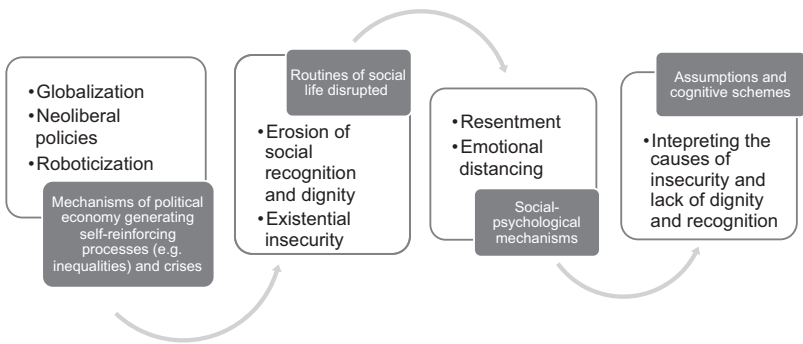 •Globalization
•Neoliberal
policies
•Roboticization
Mechanisms of political
economy generating
self-reinforcing
processes (e.g.
inequalities) and crises
Routines of social
life disrupted
•Erosion of
social
recognition
and dignity
•Existential
insecurity
•Resentment
•Emotional
distancing
Social-
psychological
mechanisms
Assumptions and
cognitive schemes
•Intepreting the
causes of
insecurity and
lack of dignity
and recognition